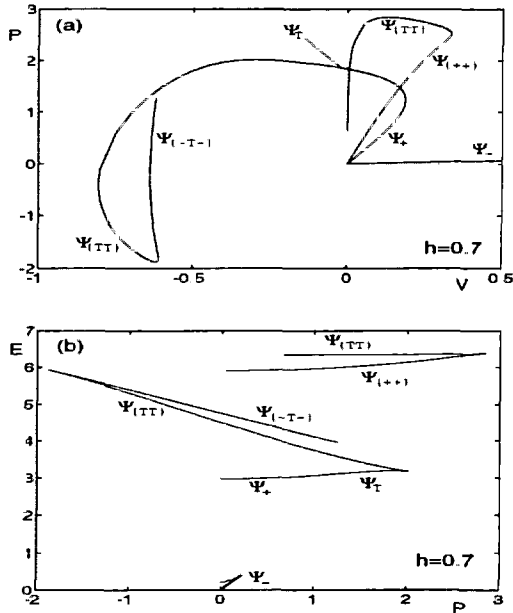 P
3
2
1
0
-1
-2
(a)
Ψ_T
Ψ_(TT)
Ψ_(++)
Ψ_(-T-)
Ψ_+
Ψ_-
Ψ_(TT)
h=0.7
-1 -0.5 0 V 0.5
E
7
6
5
4
3
2
1
0
(b)
Ψ_(TT)
Ψ_(++)
Ψ_(TT)
Ψ_(-T-)
Ψ_+
Ψ_T
Ψ_-
h=0.7
-2 -1 0 1 P 2 3